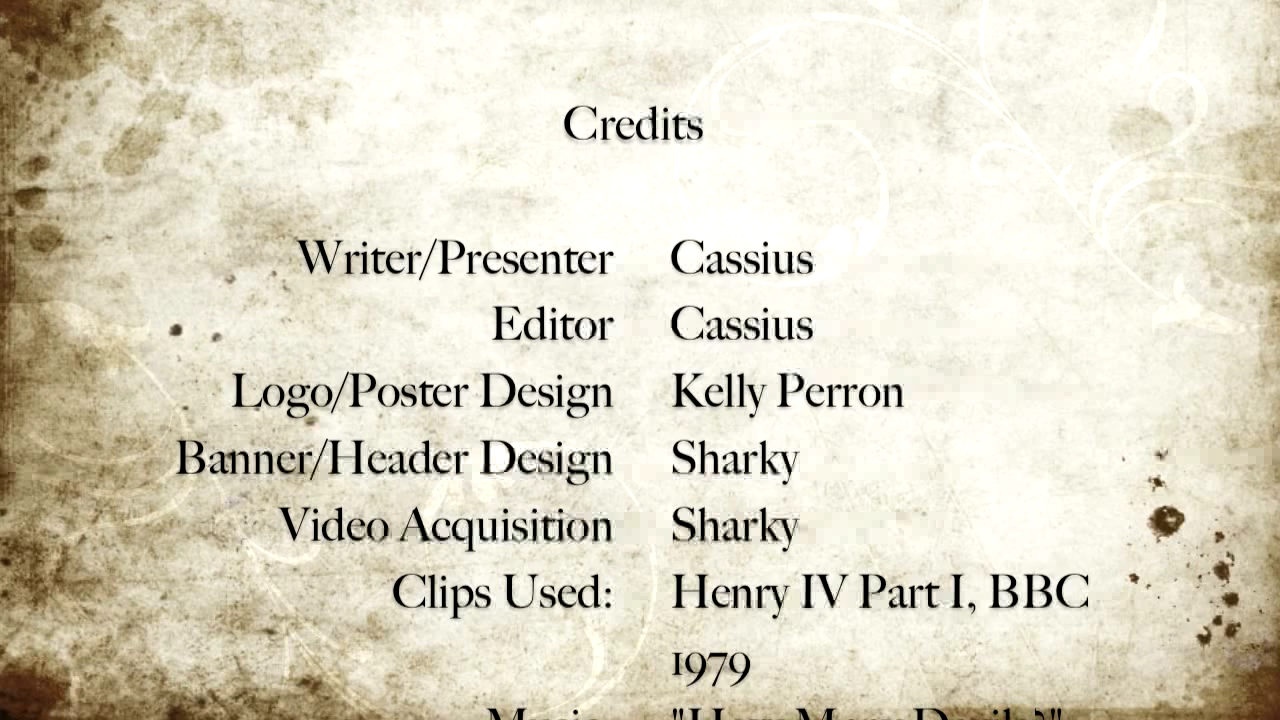 Credits
Writer/Presenter Cassius
Editor Cassius
Logo/Poster Design Kelly Perron
Banner/Header Design Sharky
Video Acquisition Sharky
Clips Used: Henry IV Part I, BBC
1979